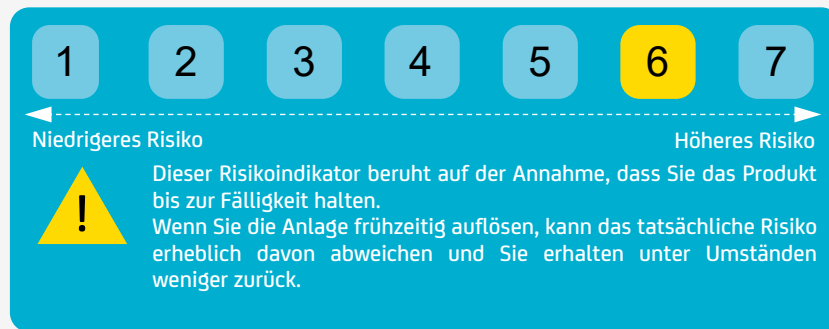 1 2 3 4 5 6 7
Niedrigeres Risiko Höheres Risiko
Dieser Risikoindikator beruht auf der Annahme, dass Sie das Produkt
! bis zur Fälligkeit halten.
Wenn Sie die Anlage frühzeitig auflösen, kann das tatsächliche Risiko
erheblich davon abweichen und Sie erhalten unter Umständen
weniger zurück.